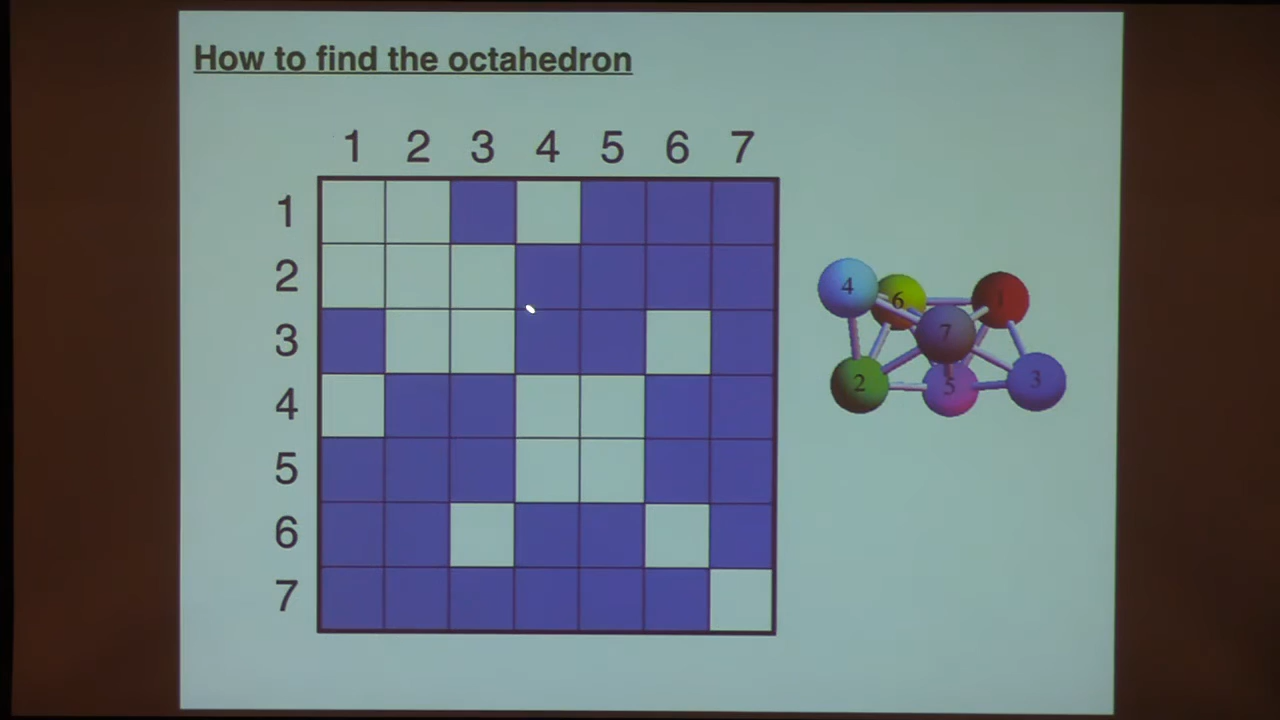 How to find the octahedron
1 2 3 4 5 6 7
1
2
3
4
5
6
7
4 6 1
7
2 5 3